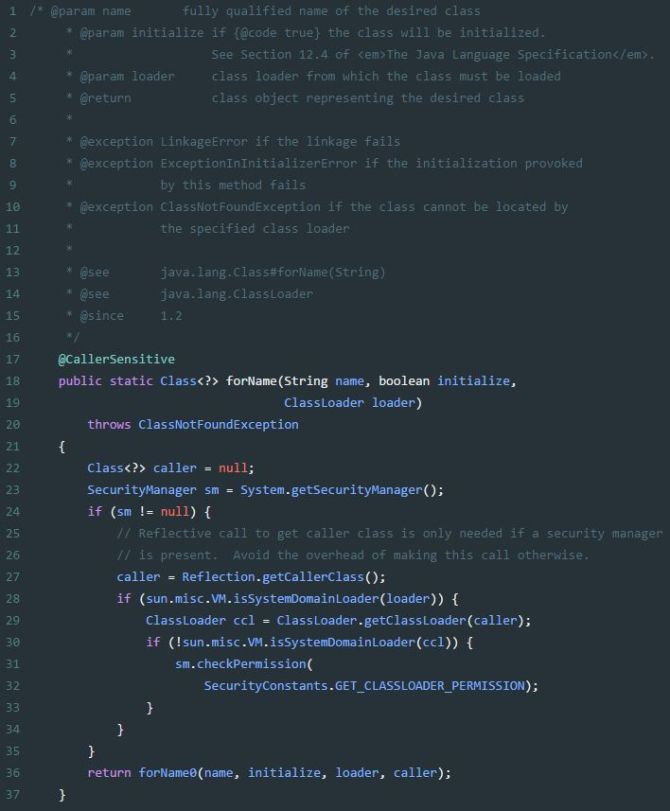 1 /* @param name       fully qualified name of the desired class
2      * @param initialize if {@code true} the class will be initialized.
3      *                   See Section 12.4 of <em>The Java Language Specification</em>.
4      * @param loader     class loader from which the class must be loaded
5      * @return           class object representing the desired class
6      *
7      * @exception LinkageError if the linkage fails
8      * @exception ExceptionInInitializerError if the initialization provoked
9      *            by this method fails
10      * @exception ClassNotFoundException if the class cannot be located by
11      *            the specified class loader
12      *
13      * @see       java.lang.Class#forName(String)
14      * @see       java.lang.ClassLoader
15      * @since     1.2
16      */
17     @CallerSensitive
18     public static Class<?> forName(String name, boolean initialize,
19                                    ClassLoader loader)
20         throws ClassNotFoundException
21     {
22         Class<?> caller = null;
23         SecurityManager sm = System.getSecurityManager();
24         if (sm != null) {
25             // Reflective call to get caller class is only needed if a security manager
26             // is present.  Avoid the overhead of making this call otherwise.
27             caller = Reflection.getCallerClass();
28             if (sun.misc.VM.isSystemDomainLoader(loader)) {
29                 ClassLoader ccl = ClassLoader.getClassLoader(caller);
30                 if (!sun.misc.VM.isSystemDomainLoader(ccl)) {
31                     sm.checkPermission(
32                         SecurityConstants.GET_CLASSLOADER_PERMISSION);
33                 }
34             }
35         }
36         return forName0(name, initialize, loader, caller);
37     }